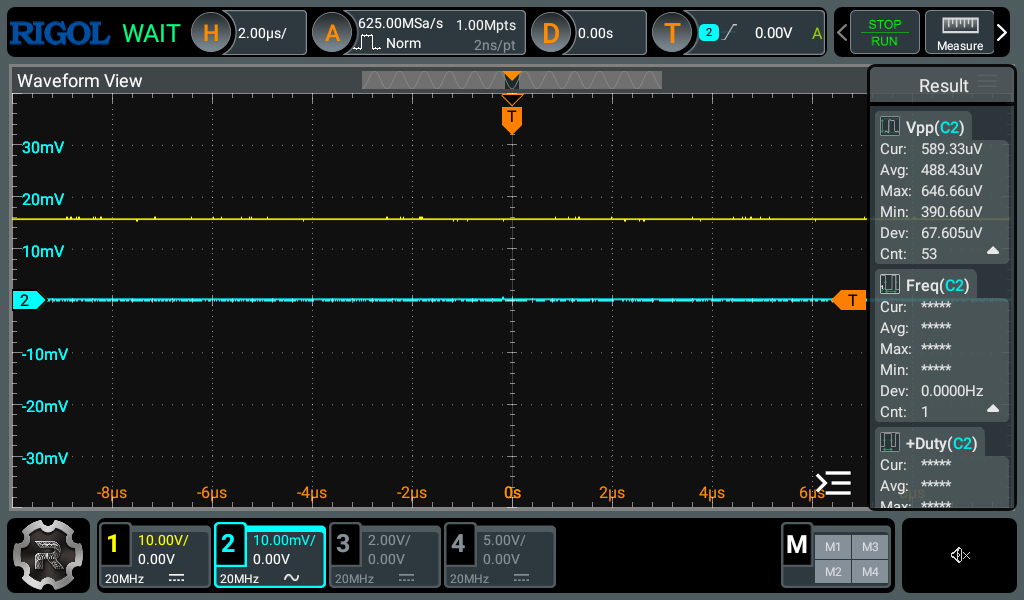 RIGOL WAIT H 2.00μs/ A 625.00MSa/s 1.00Mpts D 0.00s T 2 0.00V A STOP
Norm 2ns/pt RUN Measure
Waveform View Result
T
30mV
20mV
10mV
2 T
-10mV
-20mV
-30mV
-8μs -6μs -4μs -2μs 0s 2μs 4μs 6μs
Vpp(C2)
Cur: 589.33uV
Avg: 488.43uV
Max: 646.66uV
Min: 390.66uV
Dev: 67.605uV
Cnt: 53
Freq(C2)
Cur: *****
Avg: *****
Max: *****
Min: *****
Dev: 0.0000Hz
Cnt: 1
+Duty(C2)
Cur: *****
Avg: *****
Max: *****
1 10.00V/ 2 10.00mV/ 3 2.00V/ 4 5.00V/ M M1 M3
0.00V 0.00V 0.00V 0.00V M2 M4
20MHz 20MHz 20MHz 20MHz
R